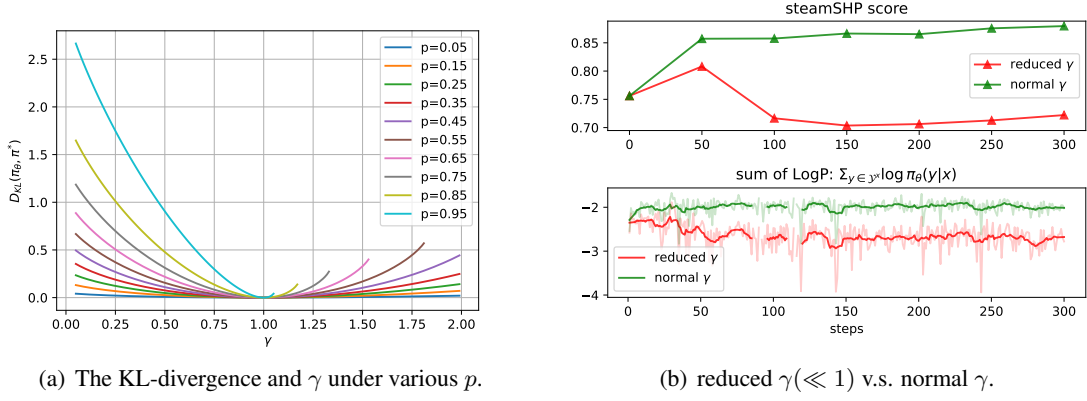 2.5
2.0
1.5
1.0
0.5
0.0
D_{KL}(π_θ, π^*)
0.00 0.25 0.50 0.75 1.00 1.25 1.50 1.75 2.00
γ
p=0.05
p=0.15
p=0.25
p=0.35
p=0.45
p=0.55
p=0.65
p=0.75
p=0.85
p=0.95
(a) The KL-divergence and γ under various p.
steamSHP score
0.85
0.80
0.75
0.70
reduced γ
normal γ
0 50 100 150 200 250 300
sum of LogP: Σ_{y∈𝒴^x} log π_θ(y|x)
−2
−3
−4
reduced γ
normal γ
0 50 100 150 200 250 300
steps
(b) reduced γ(≪ 1) v.s. normal γ.